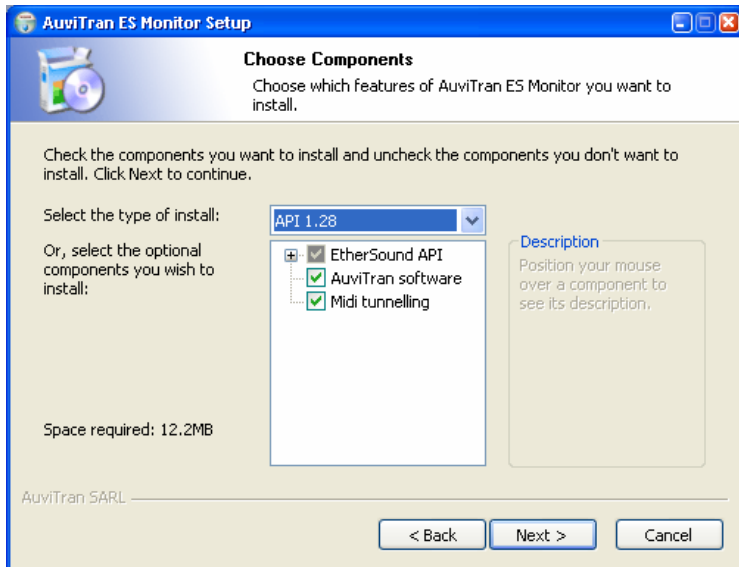 AuviTran ES Monitor Setup
Choose Components
Choose which features of AuviTran ES Monitor you want to
install.
Check the components you want to install and uncheck the components you don't want to
install. Click Next to continue.
Select the type of install:
API 1.28
Or, select the optional
components you wish to
install:
EtherSound API
AuviTran software
Midi tunnelling
Description
Position your mouse
over a component to
see its description.
Space required: 12.2MB
AuviTran SARL
< Back
Next >
Cancel